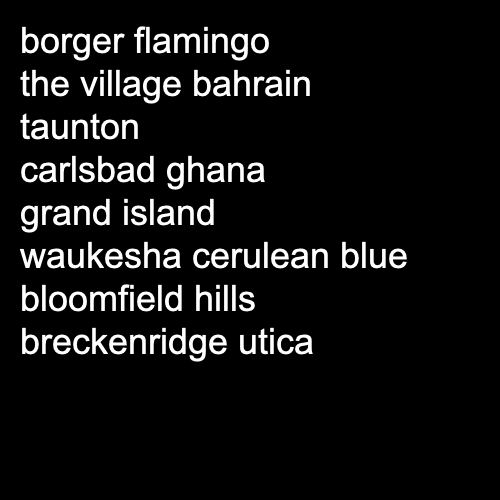 borger flamingo
the village bahrain
taunton
carlsbad ghana
grand island
waukesha cerulean blue
bloomfield hills
breckenridge utica